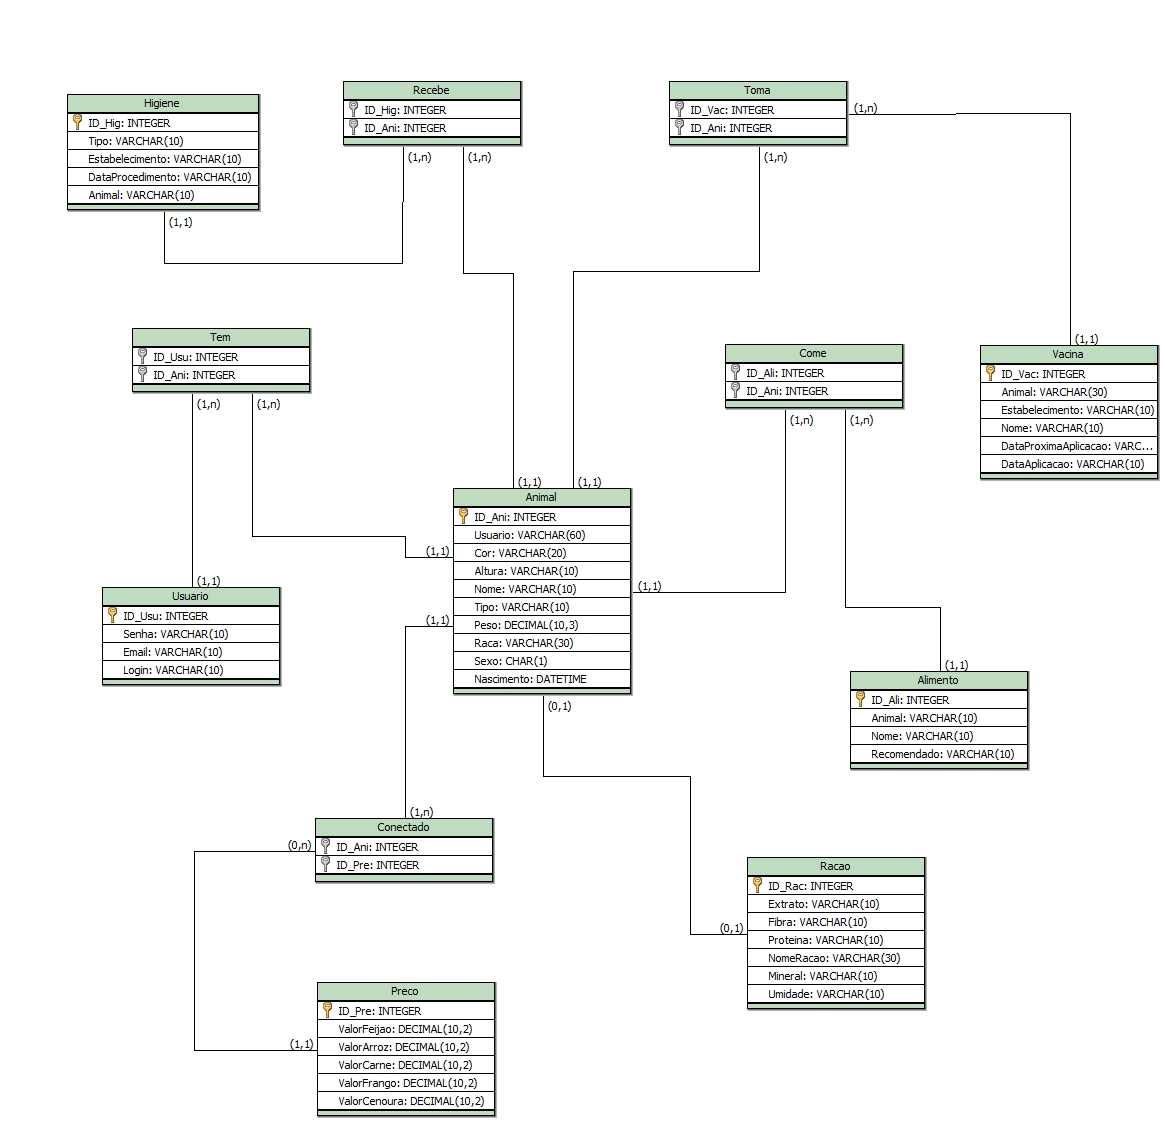 Higiene
ID_Hig: INTEGER
Tipo: VARCHAR(10)
Estabelecimento: VARCHAR(10)
DataProcedimento: VARCHAR(10)
Animal: VARCHAR(10)
(1,1)
Recebe
ID_Hig: INTEGER
ID_Ani: INTEGER
(1,n)
(1,n)
Toma
ID_Vac: INTEGER
ID_Ani: INTEGER
(1,n)
(1,n)
Tem
ID_Usu: INTEGER
ID_Ani: INTEGER
(1,n)
(1,n)
Come
ID_Ali: INTEGER
ID_Ani: INTEGER
(1,n)
(1,n)
(1,1)
Vacina
ID_Vac: INTEGER
Animal: VARCHAR(30)
Estabelecimento: VARCHAR(10)
Nome: VARCHAR(10)
DataProximaAplicacao: VARC...
DataAplicacao: VARCHAR(10)
(1,1)
(1,1)
Animal
ID_Ani: INTEGER
Usuario: VARCHAR(60)
Cor: VARCHAR(20)
Altura: VARCHAR(10)
Nome: VARCHAR(10)
Tipo: VARCHAR(10)
Peso: DECIMAL(10,3)
Raca: VARCHAR(30)
Sexo: CHAR(1)
Nascimento: DATETIME
(1,1)
(1,1)
(1,1)
(0,1)
(1,1)
Usuario
ID_Usu: INTEGER
Senha: VARCHAR(10)
Email: VARCHAR(10)
Login: VARCHAR(10)
(1,1)
Alimento
ID_Ali: INTEGER
Animal: VARCHAR(10)
Nome: VARCHAR(10)
Recomendado: VARCHAR(10)
(1,n)
Conectado
ID_Ani: INTEGER
ID_Pre: INTEGER
(0,n)
(0,1)
Racao
ID_Rac: INTEGER
Extrato: VARCHAR(10)
Fibra: VARCHAR(10)
Proteina: VARCHAR(10)
NomeRacao: VARCHAR(30)
Mineral: VARCHAR(10)
Umidade: VARCHAR(10)
(1,1)
Preco
ID_Pre: INTEGER
ValorFeijao: DECIMAL(10,2)
ValorArroz: DECIMAL(10,2)
ValorCarne: DECIMAL(10,2)
ValorFrango: DECIMAL(10,2)
ValorCenoura: DECIMAL(10,2)